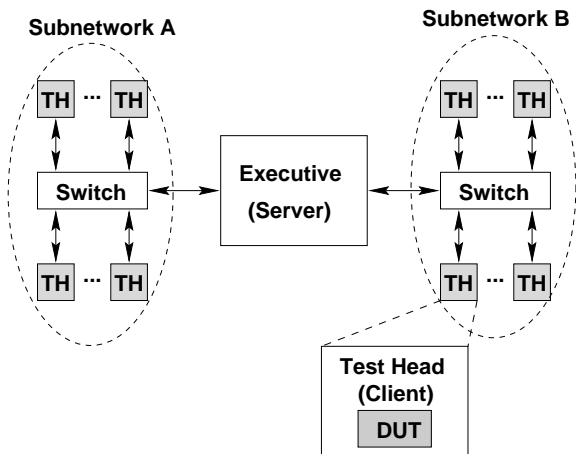 Subnetwork A
Subnetwork B
TH ... TH
TH ... TH
Executive
(Server)
Switch
Switch
TH ... TH
TH ... TH
Test Head
(Client)
DUT